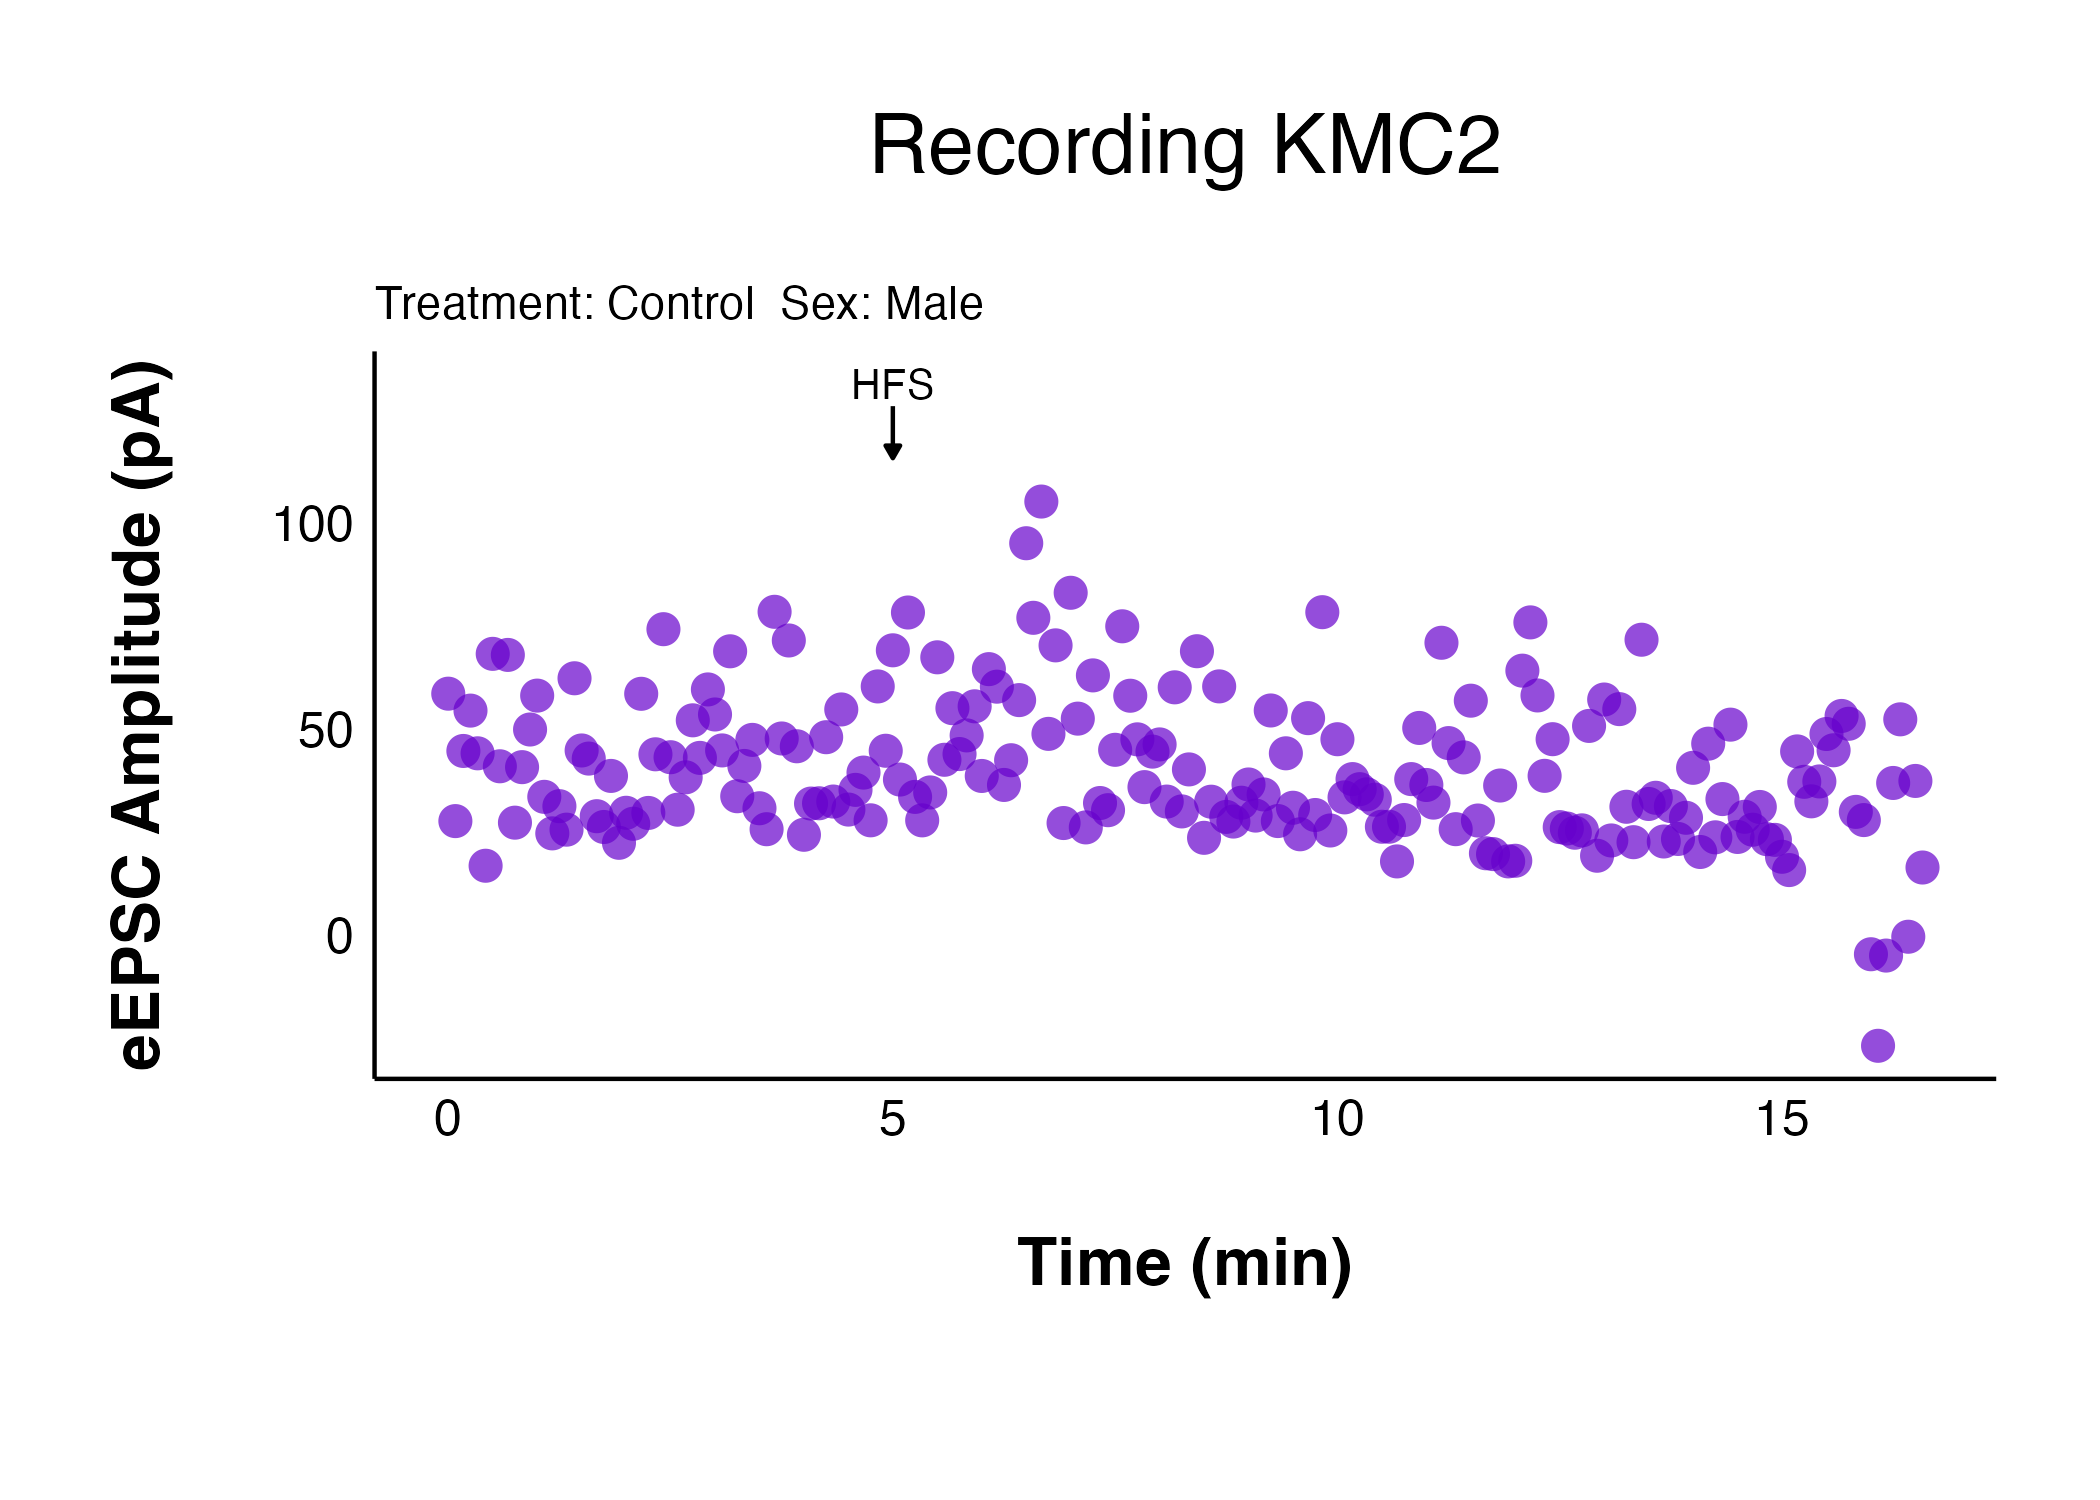 Recording KMC2
Treatment: Control  Sex: Male
HFS
eEPSC Amplitude (pA)
100
50
0
0
5
10
15
Time (min)